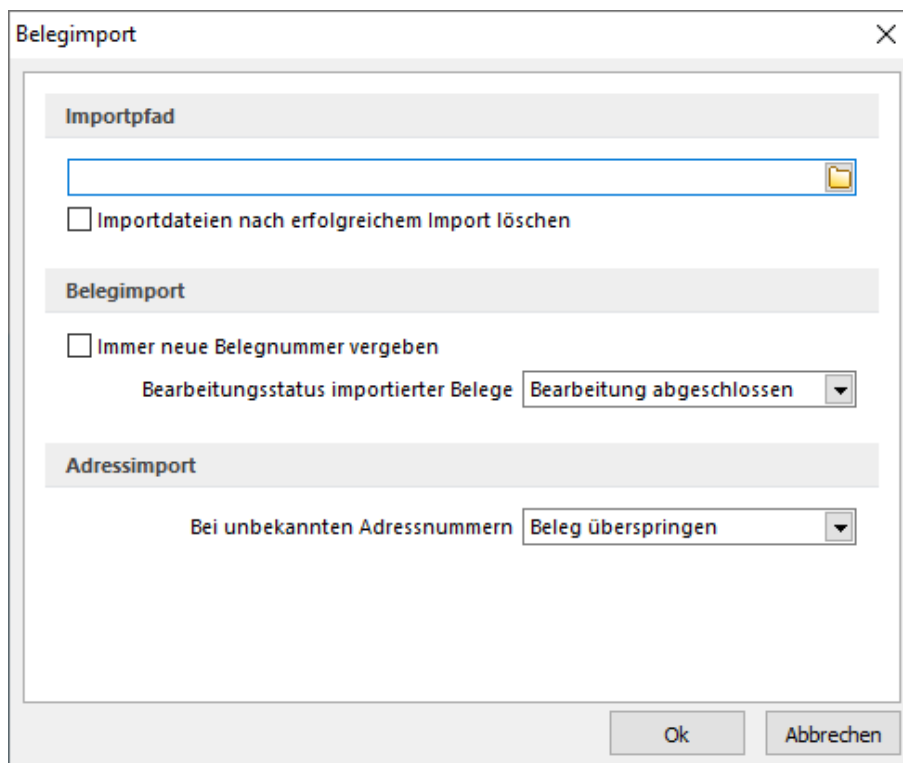 Belegimport
Importpfad
Importdateien nach erfolgreichem Import löschen
Belegimport
Immer neue Belegnummer vergeben
Bearbeitungsstatus importierter Belege Bearbeitung abgeschlossen
Adressimport
Bei unbekannten Adressnummern Beleg überspringen
Ok Abbrechen